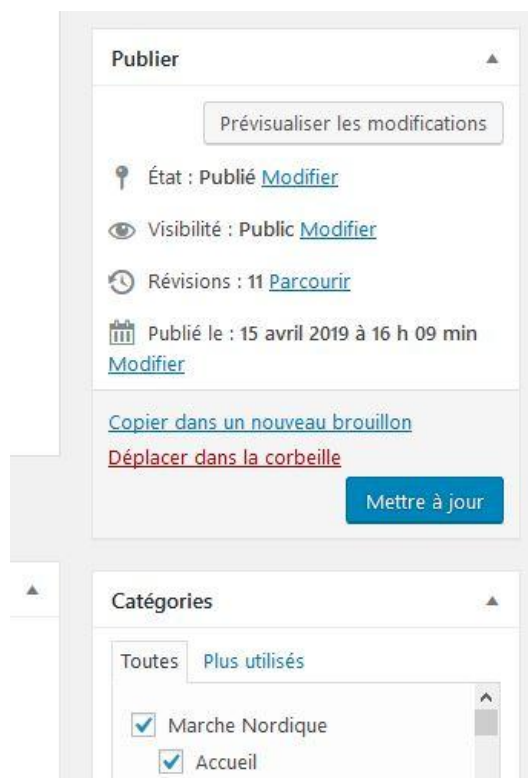 Publier
Prévisualiser les modifications
État : Publié Modifier
Visibilité : Public Modifier
Révisions : 11 Parcourir
Publié le : 15 avril 2019 à 16 h 09 min
Modifier
Copier dans un nouveau brouillon
Déplacer dans la corbeille
Mettre à jour
Catégories
Toutes Plus utilisés
Marche Nordique
Accueil